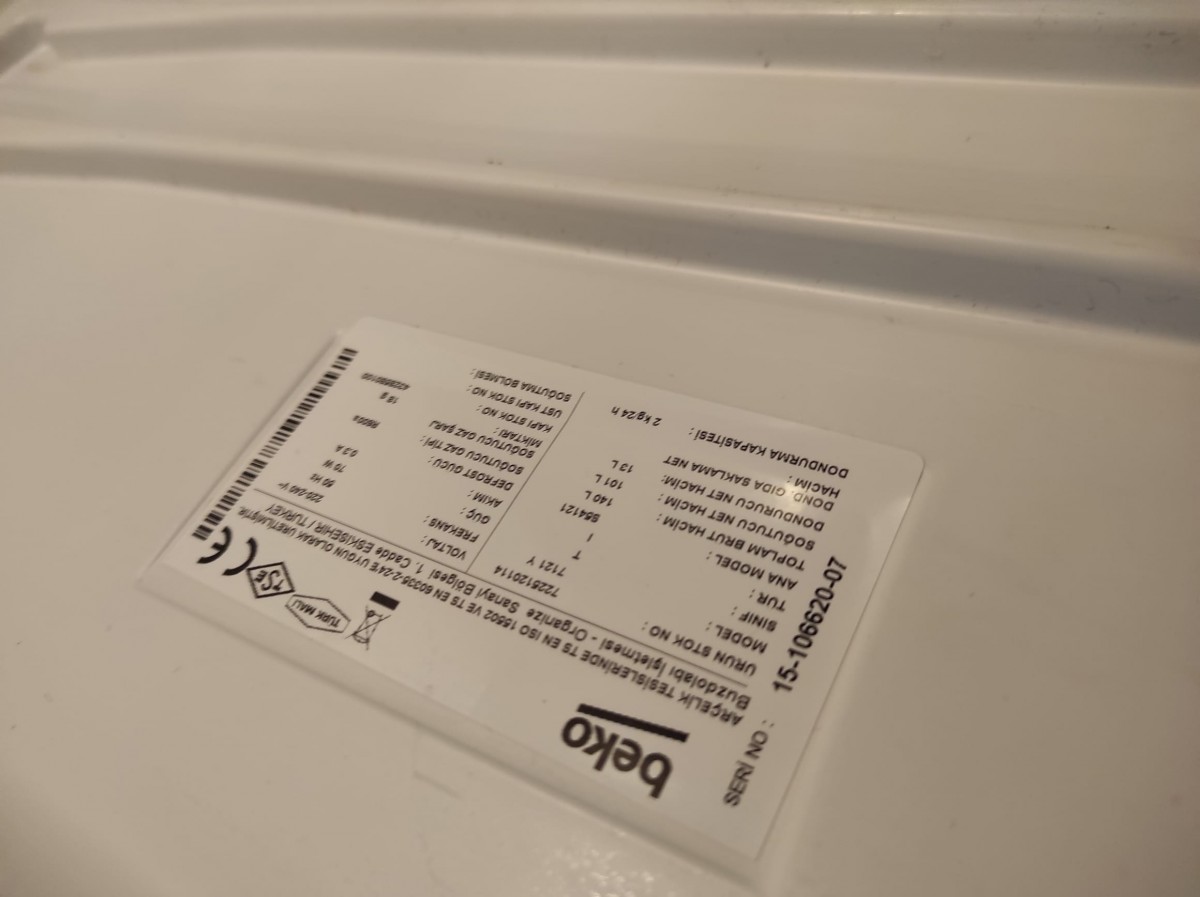 beko
ARÇELİK TESİSLERİNDE TS EN ISO 15502 VE TS EN 60335-2-24'E UYGUN OLARAK ÜRETİLMİŞTİR.
Buzdolabı İşletmesi - Organize Sanayi Bölgesi 1. Cadde ESKİŞEHİR / TURKEY
TÜRK MALI
TSE
CE
ÜRÜN STOK NO : 7225120114
MODEL : 7121 Y
SINIF : T
TÜR : I
ANA MODEL : S54121
TOPLAM BRÜT HACİM : 140 L
SOĞUTUCU NET HACİM : 101 L
DONDURUCU NET HACİM: 13 L
DOND. GIDA SAKLAMA NET
HACİM :
DONDURMA KAPASİTESİ : 2 kg/24 h
VOLTAJ : 220-240 V~
FREKANS : 50 Hz
GÜÇ : 70 W
AKIM : 0.3 A
DEFROST GÜCÜ :
SOĞUTUCU GAZ TİPİ : R600a
SOĞUTUCU GAZ ŞARJ
MİKTARI : 18 g
KAPI STOK NO :
ÜST KAPI STOK NO :
SOĞUTMA BÖLMESİ :
SERİ NO :
15-106620-07